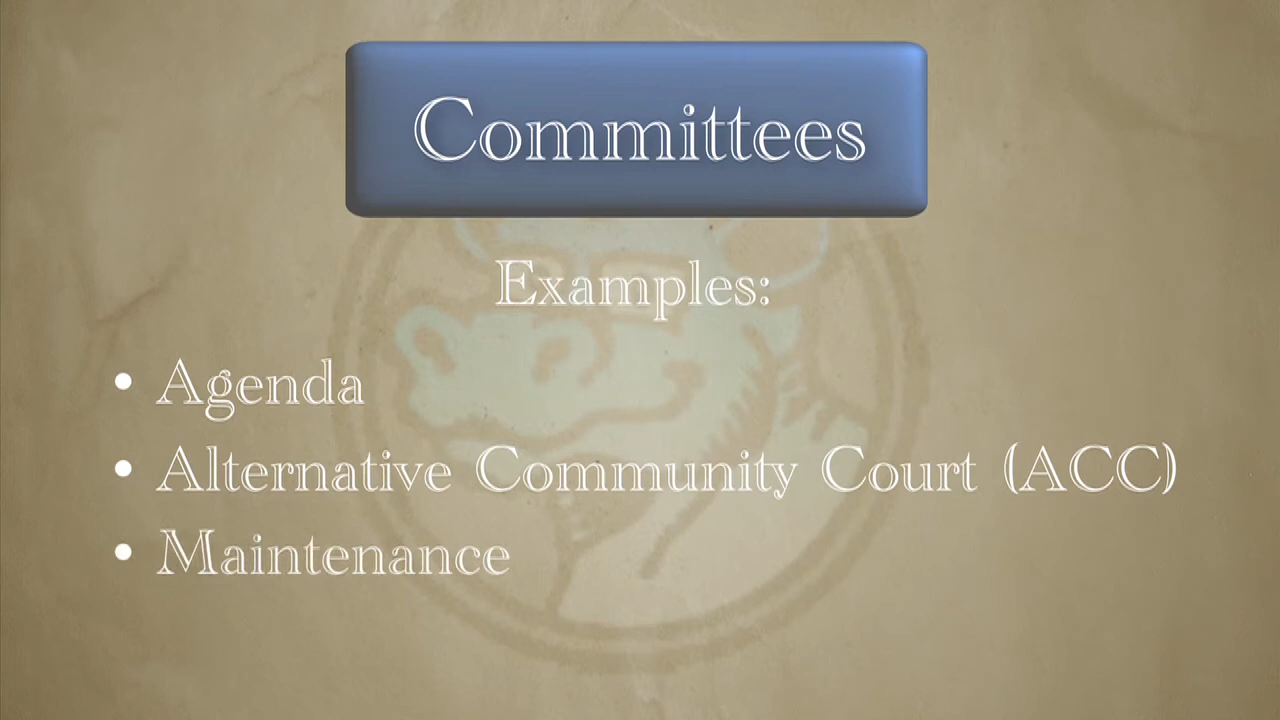 Committees
Examples:
• Agenda
• Alternative Community Court (ACC)
• Maintenance